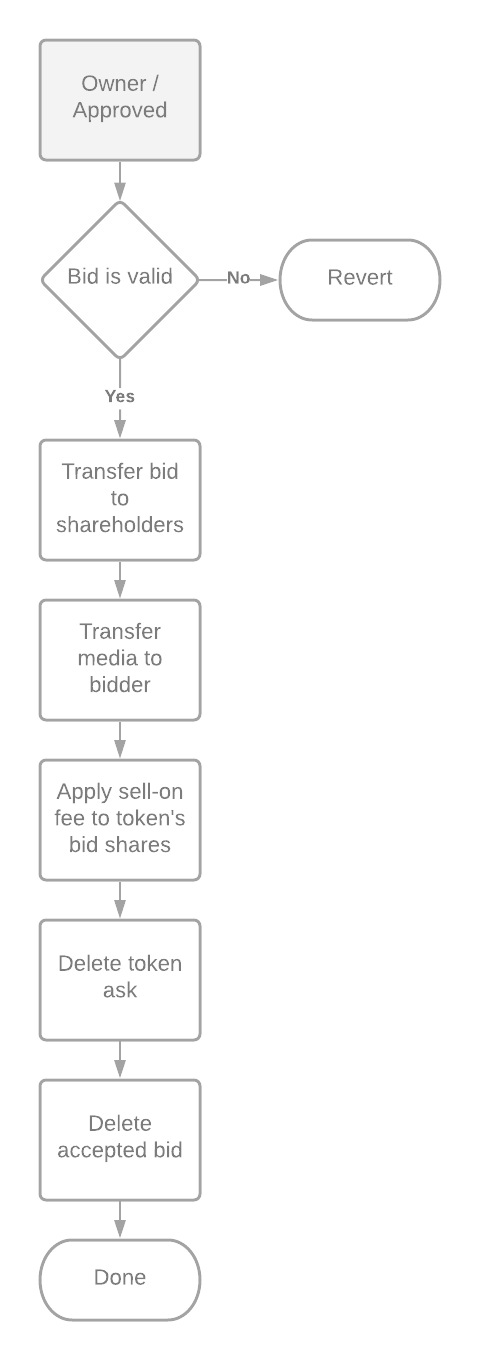 Owner /
Approved
Bid is valid
No
Revert
Yes
Transfer bid
to
shareholders
Transfer
media to
bidder
Apply sell-on
fee to token's
bid shares
Delete token
ask
Delete
accepted bid
Done